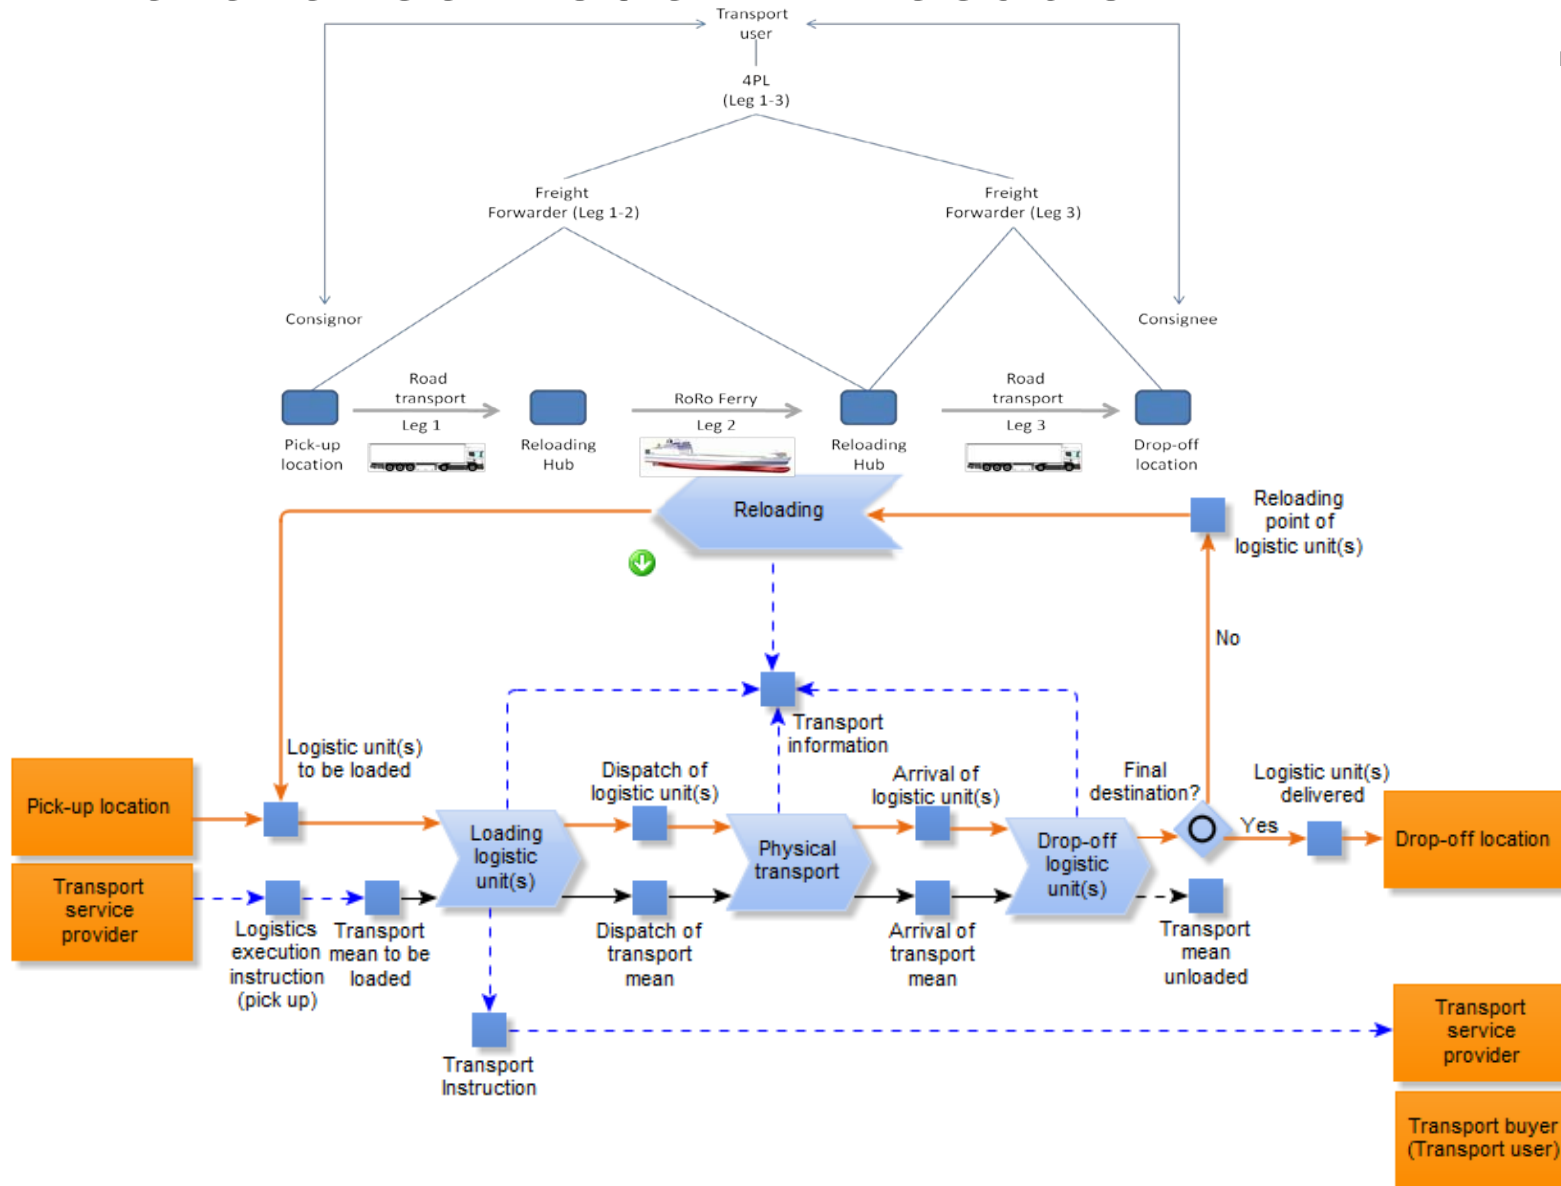 Transport
user
4PL
(Leg 1-3)
Freight
Forwarder (Leg 1-2)
Freight
Forwarder (Leg 3)
Consignor
Consignee
Road
transport
Leg 1
RoRo Ferry
Leg 2
Road
transport
Leg 3
Pick-up
location
Reloading
Hub
Reloading
Hub
Drop-off
location
Reloading
Reloading
point of
logistic unit(s)
No
Transport
information
Logistic unit(s)
to be loaded
Dispatch of
logistic unit(s)
Arrival of
logistic unit(s)
Final
destination?
Logistic unit(s)
delivered
Yes
Pick-up location
Loading
logistic
unit(s)
Physical
transport
Drop-off
logistic
unit(s)
Drop-off location
Transport
service
provider
Logistics
execution
instruction
(pick up)
Transport
mean to be
loaded
Dispatch of
transport
mean
Arrival of
transport
mean
Transport
mean
unloaded
Transport
Instruction
Transport
service
provider
Transport buyer
(Transport user)